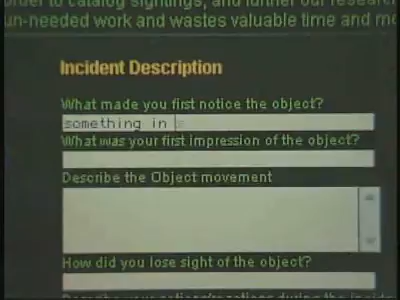 order to catalog sightings, and further our research
un-needed work and wastes valuable time and
Incident Description
What made you first notice the object?
something in
What was your first impression of the object?
Describe the Object movement
How did you lose sight of the object?